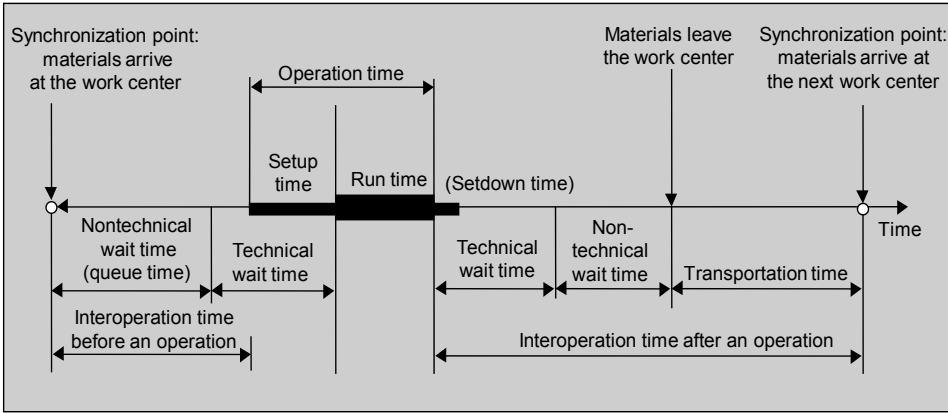 Synchronization point:
materials arrive
at the work center
Materials leave
the work center
Synchronization point:
materials arrive at
the next work center
Operation time
Setup
time
Run time
(Setdown time)
Time
Nontechnical
wait time
(queue time)
Technical
wait time
Technical
wait time
Non-
technical
wait time
Transportation time
Interoperation time
before an operation
Interoperation time after an operation